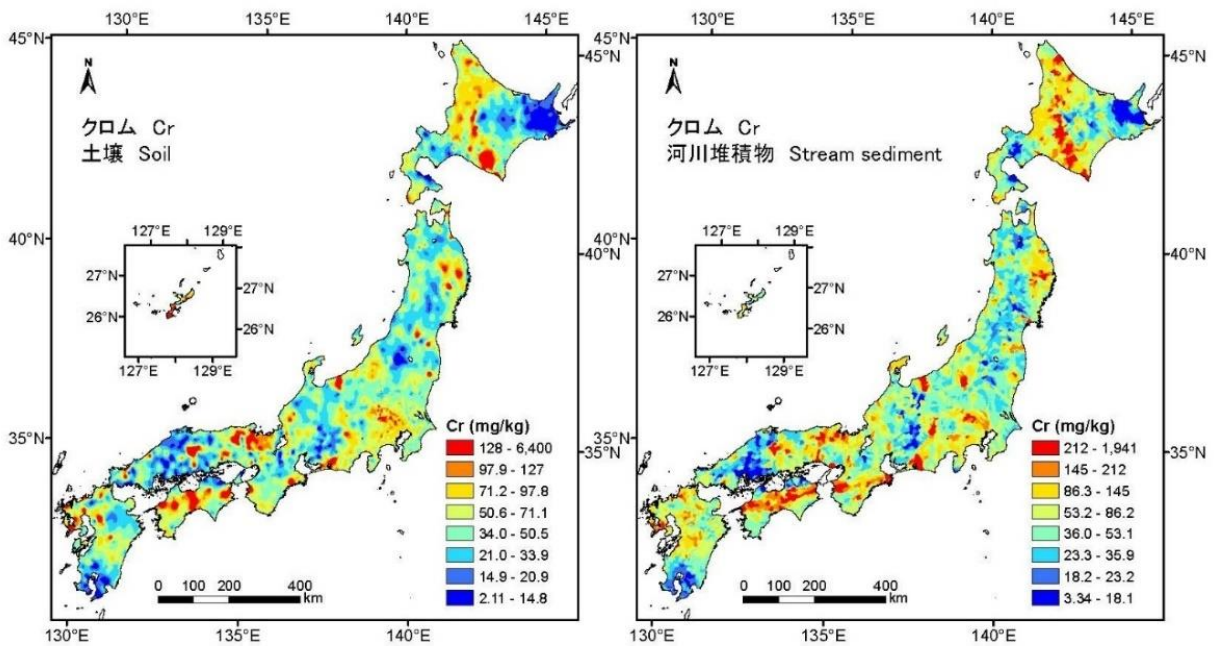 130°E 135°E 140°E 145°E
45°N
45°N
N
クロム Cr
土壌 Soil
40°N
40°N
127°E 129°E
27°N
27°N
26°N
26°N
127°E 129°E
35°N
35°N
Cr (mg/kg)
128 - 6,400
97.9 - 127
71.2 - 97.8
50.6 - 71.1
34.0 - 50.5
21.0 - 33.9
14.9 - 20.9
2.11 - 14.8
0 100 200 400
km
130°E 135°E 140°E
130°E 135°E 140°E 145°E
45°N
45°N
N
クロム Cr
河川堆積物 Stream sediment
40°N
40°N
127°E 129°E
27°N
27°N
26°N
26°N
127°E 129°E
35°N
35°N
Cr (mg/kg)
212 - 1,941
145 - 212
86.3 - 145
53.2 - 86.2
36.0 - 53.1
23.3 - 35.9
18.2 - 23.2
3.34 - 18.1
0 100 200 400
km
130°E 135°E 140°E